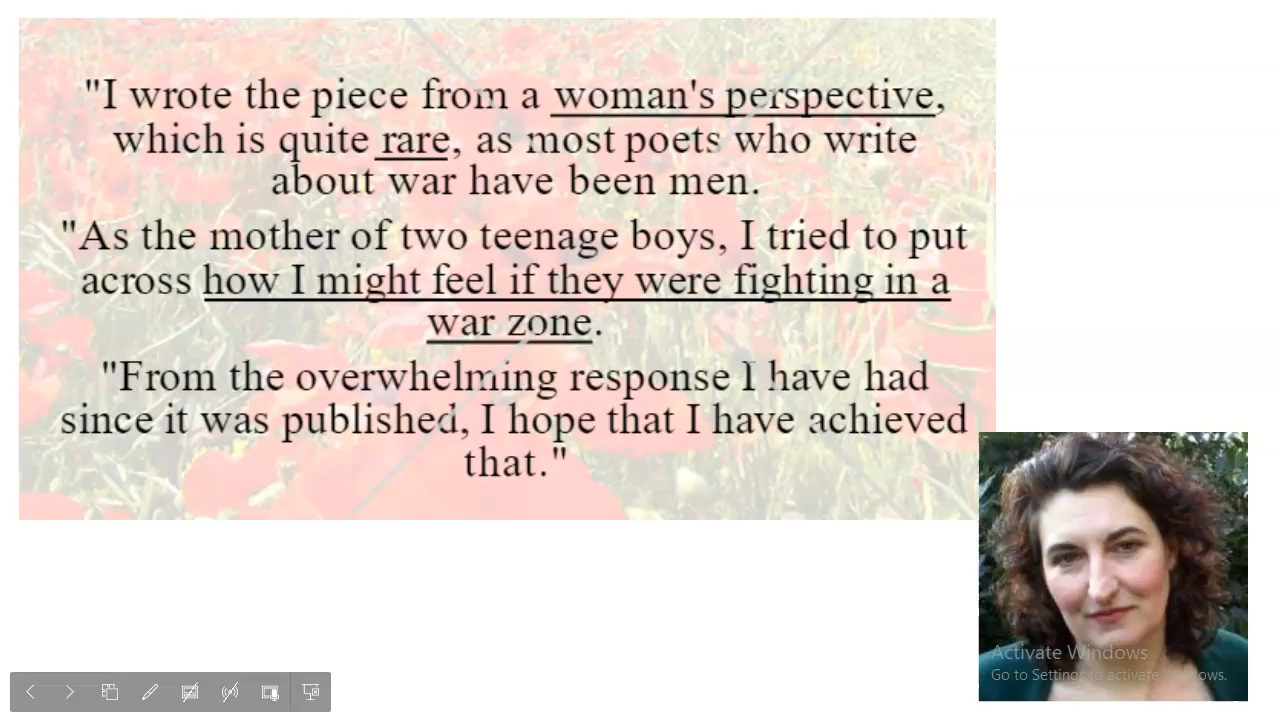 "I wrote the piece from a woman's perspective,
which is quite rare, as most poets who write
about war have been men.
"As the mother of two teenage boys, I tried to put
across how I might feel if they were fighting in a
war zone.
"From the overwhelming response I have had
since it was published, I hope that I have achieved
that."
Activate Windows
Go to Settings to activate Windows.